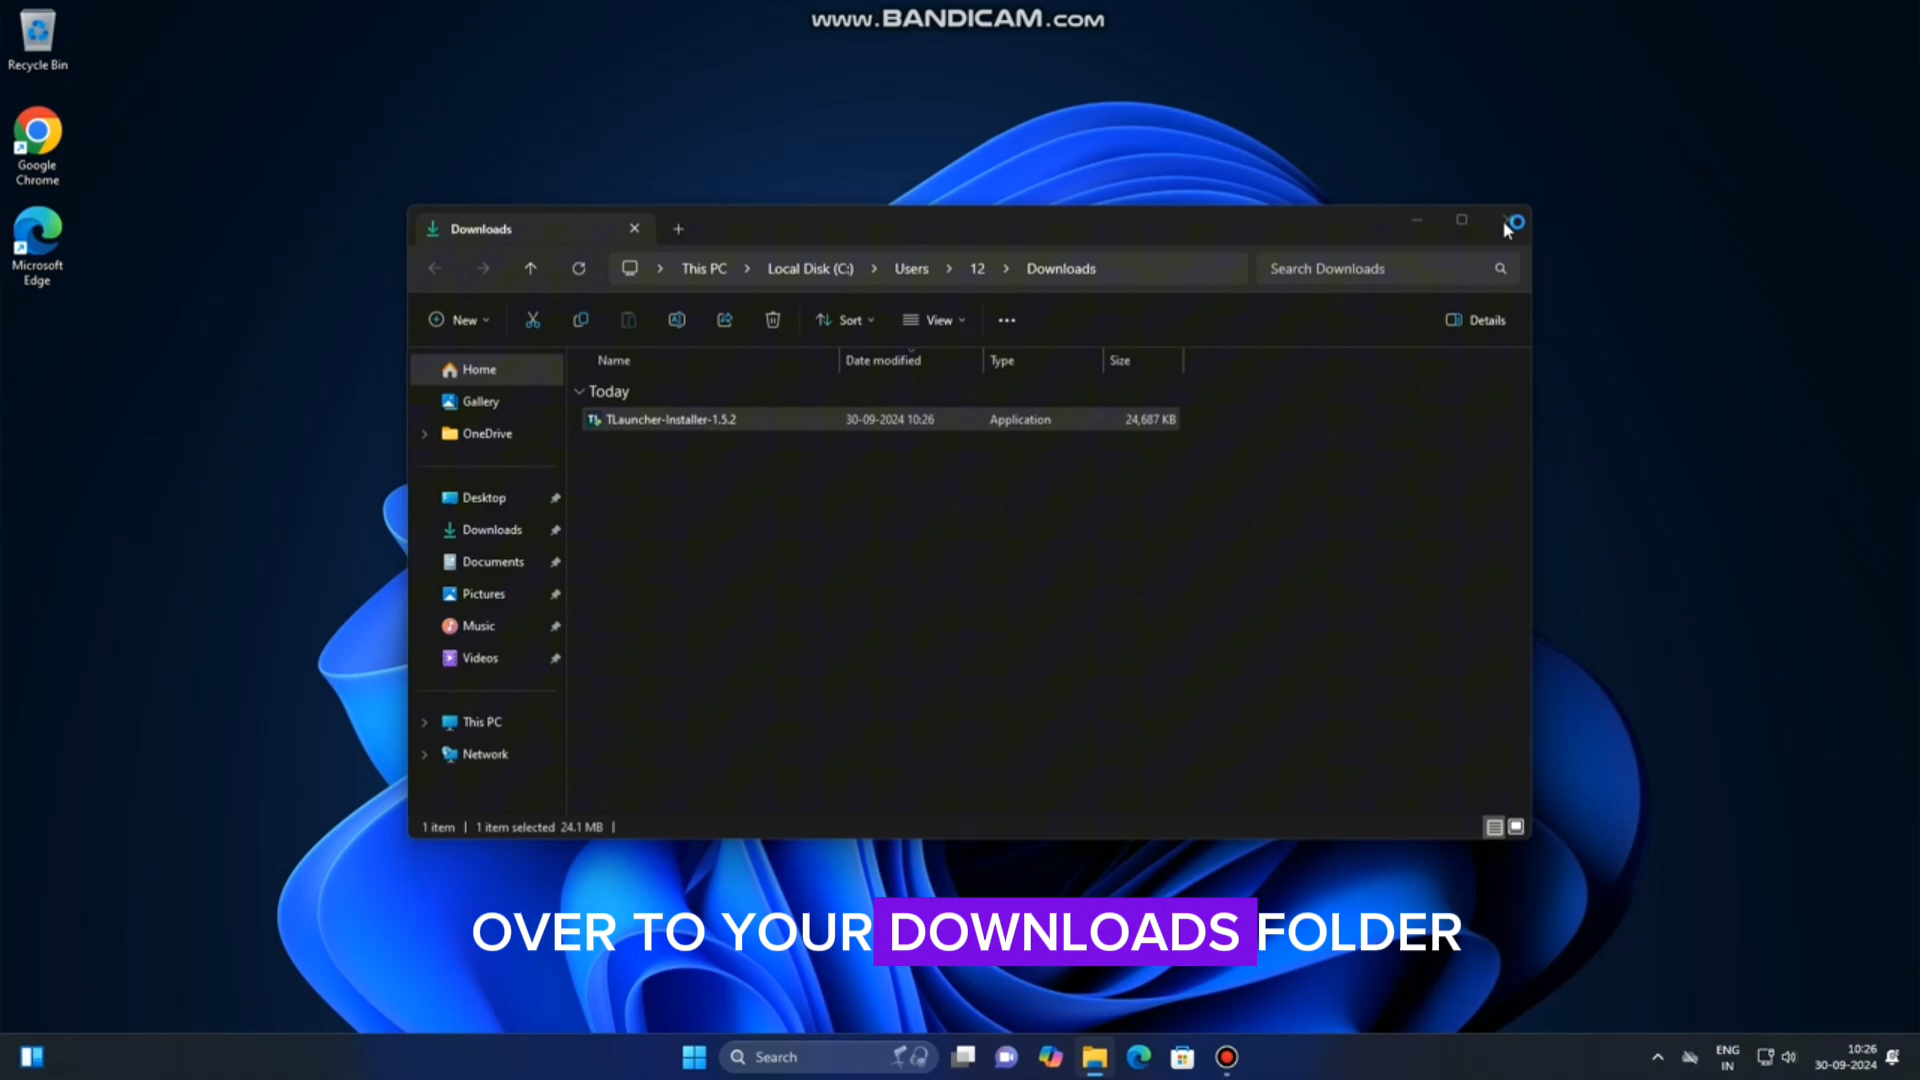 www.BANDICAM.com
Recycle Bin
Google
Chrome
Microsoft
Edge
Downloads
This PC > Local Disk (C:) > Users > 12 > Downloads
Search Downloads
New
Sort
View
Details
Home
Gallery
OneDrive
Desktop
Downloads
Documents
Pictures
Music
Videos
This PC
Network
Name Date modified Type Size
Today
TLauncher-Installer-1.5.2 30-09-2024 10:26 Application 24,687 KB
1 item | 1 item selected 24.1 MB |
OVER TO YOUR DOWNLOADS FOLDER
Search
ENG
IN
10:26
30-09-2024